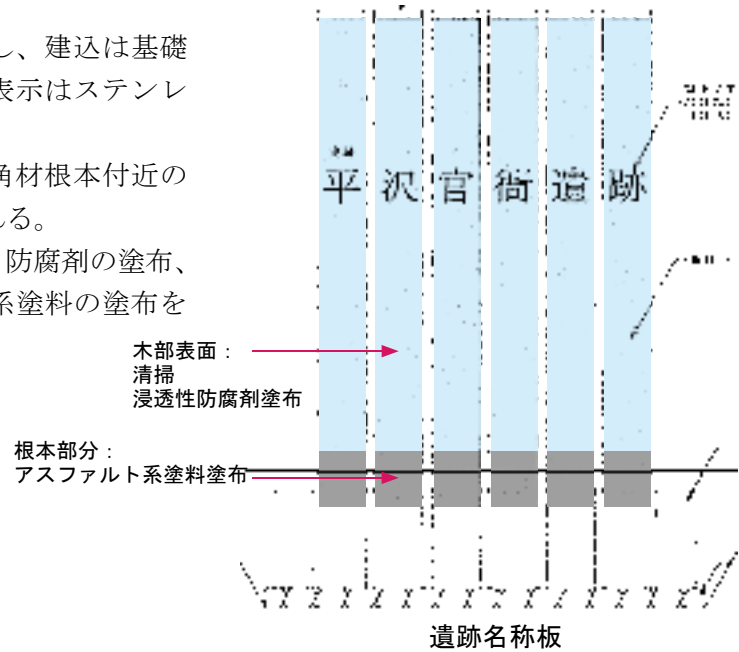 し、建込は基礎
表示はステンレ
角材根本付近の
れる。
防腐剤の塗布、
系塗料の塗布を
平沢官衙遺跡
木部表面：
清掃
浸透性防腐剤塗布
根本部分：
アスファルト系塗料塗布
遺跡名称板